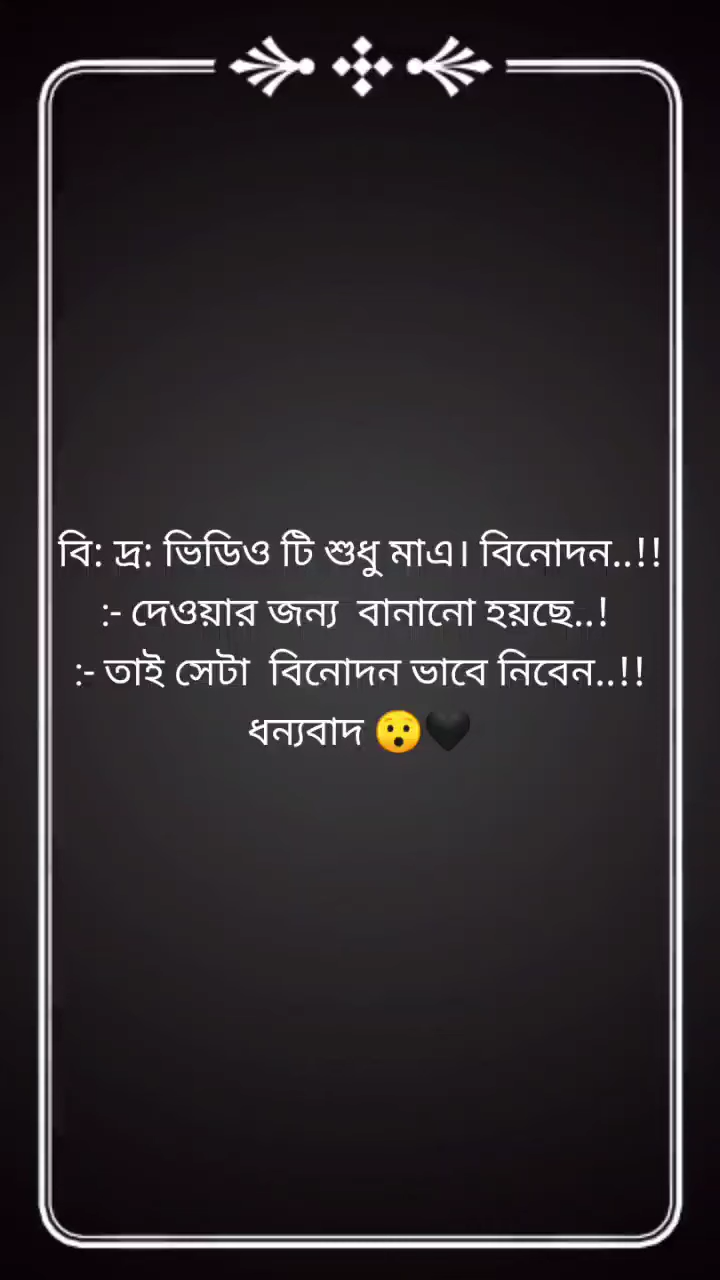 বি: দ্র: ভিডিও টি শুধু মাএ। বিনোদন..!!
:- দেওয়ার জন্য  বানানো হয়ছে..!
:- তাই সেটা  বিনোদন ভাবে নিবেন..!!
ধন্যবাদ 😯🖤